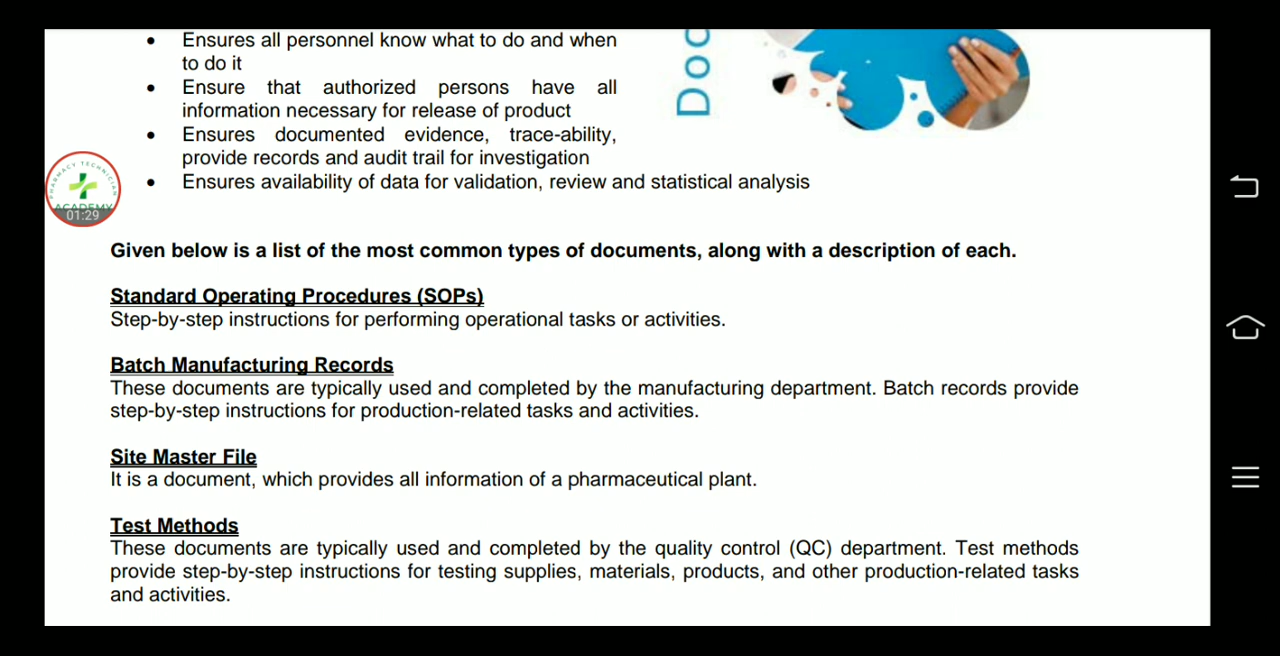 Ensures all personnel know what to do and when
to do it
Ensure that authorized persons have all
information necessary for release of product
Ensures documented evidence, trace-ability,
provide records and audit trail for investigation
Ensures availability of data for validation, review and statistical analysis
Doc
PHARMACY TECHNICIAN
ACADEMY
01:29
Given below is a list of the most common types of documents, along with a description of each.
Standard Operating Procedures (SOPs)
Step-by-step instructions for performing operational tasks or activities.
Batch Manufacturing Records
These documents are typically used and completed by the manufacturing department. Batch records provide
step-by-step instructions for production-related tasks and activities.
Site Master File
It is a document, which provides all information of a pharmaceutical plant.
Test Methods
These documents are typically used and completed by the quality control (QC) department. Test methods
provide step-by-step instructions for testing supplies, materials, products, and other production-related tasks
and activities.